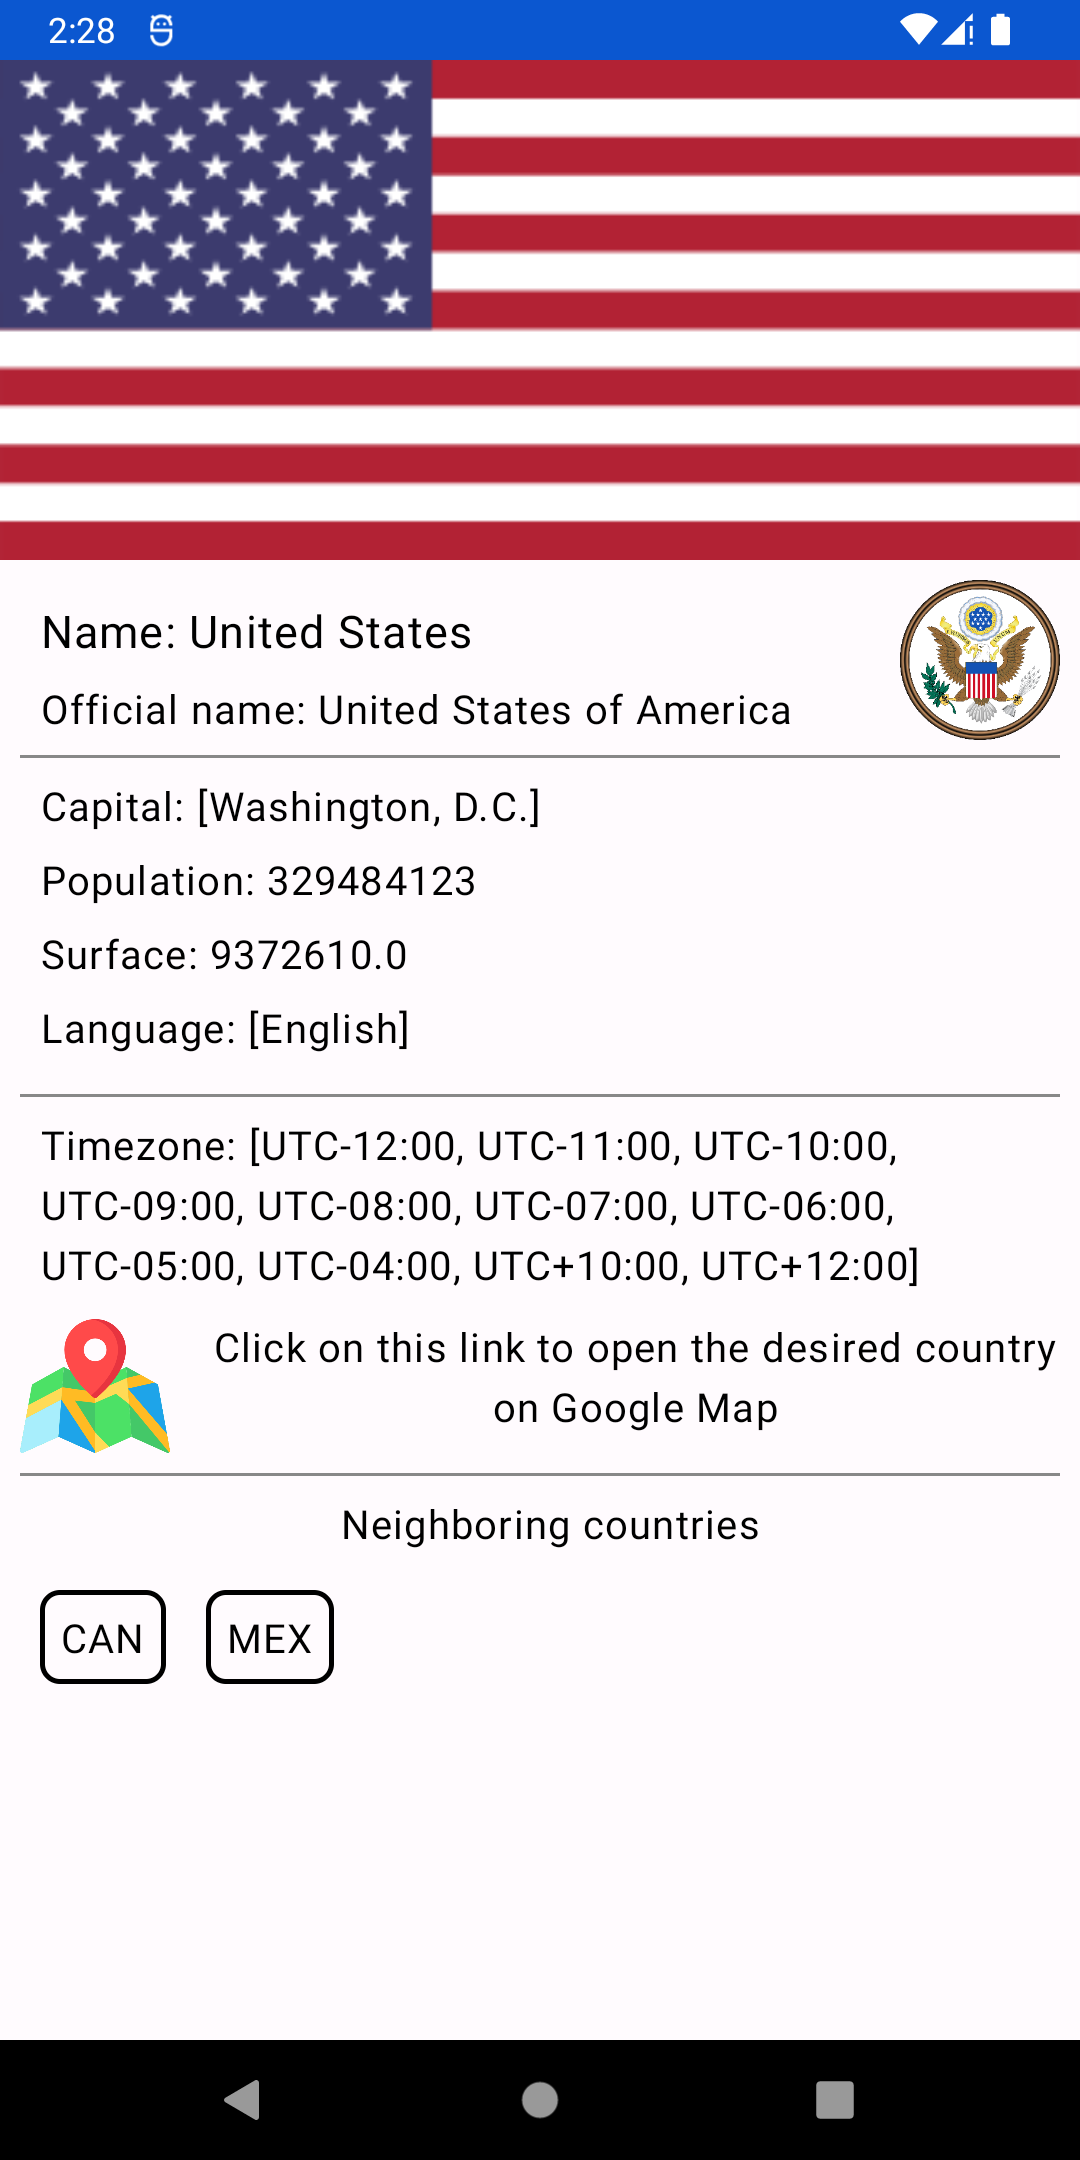 2:28
Name: United States
Official name: United States of America
Capital: [Washington, D.C.]
Population: 329484123
Surface: 9372610.0
Language: [English]
Timezone: [UTC-12:00, UTC-11:00, UTC-10:00,
UTC-09:00, UTC-08:00, UTC-07:00, UTC-06:00,
UTC-05:00, UTC-04:00, UTC+10:00, UTC+12:00]
Click on this link to open the desired country
on Google Map
Neighboring countries
CAN MEX